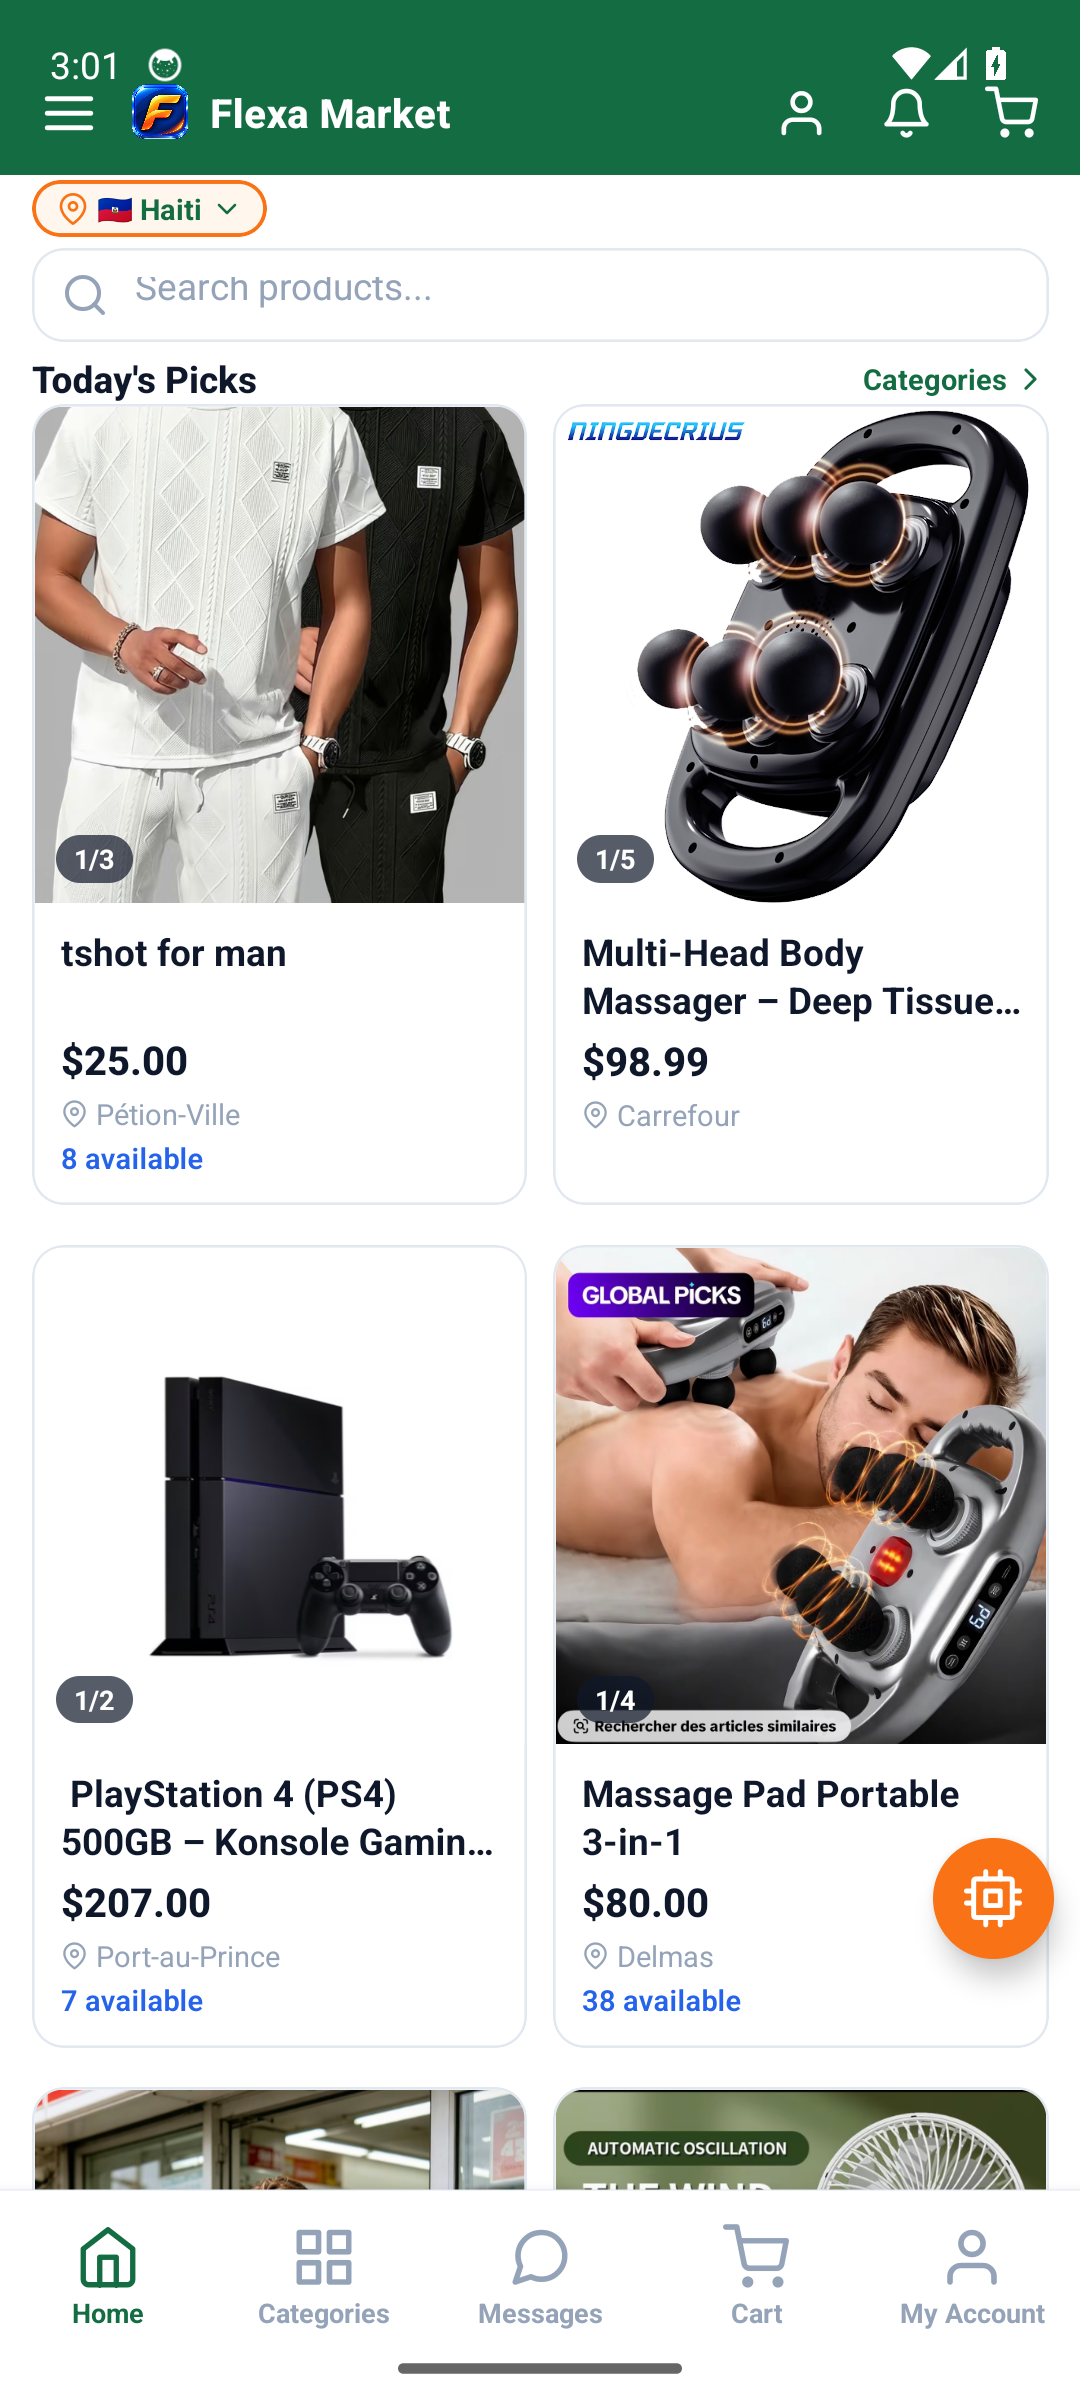 3:01
Flexa Market
Haiti
Search products...
Today's Picks
Categories
NINGDECRIUS
1/3
1/5
tshot for man
$25.00
Pétion-Ville
8 available
Multi-Head Body
Massager – Deep Tissue...
$98.99
Carrefour
1/2
GLOBAL PiCKS
1/4
Rechercher des articles similaires
PlayStation 4 (PS4)
500GB – Konsole Gamin...
$207.00
Port-au-Prince
7 available
Massage Pad Portable
3-in-1
$80.00
Delmas
38 available
AUTOMATIC OSCILLATION
THE WIND
Home
Categories
Messages
Cart
My Account